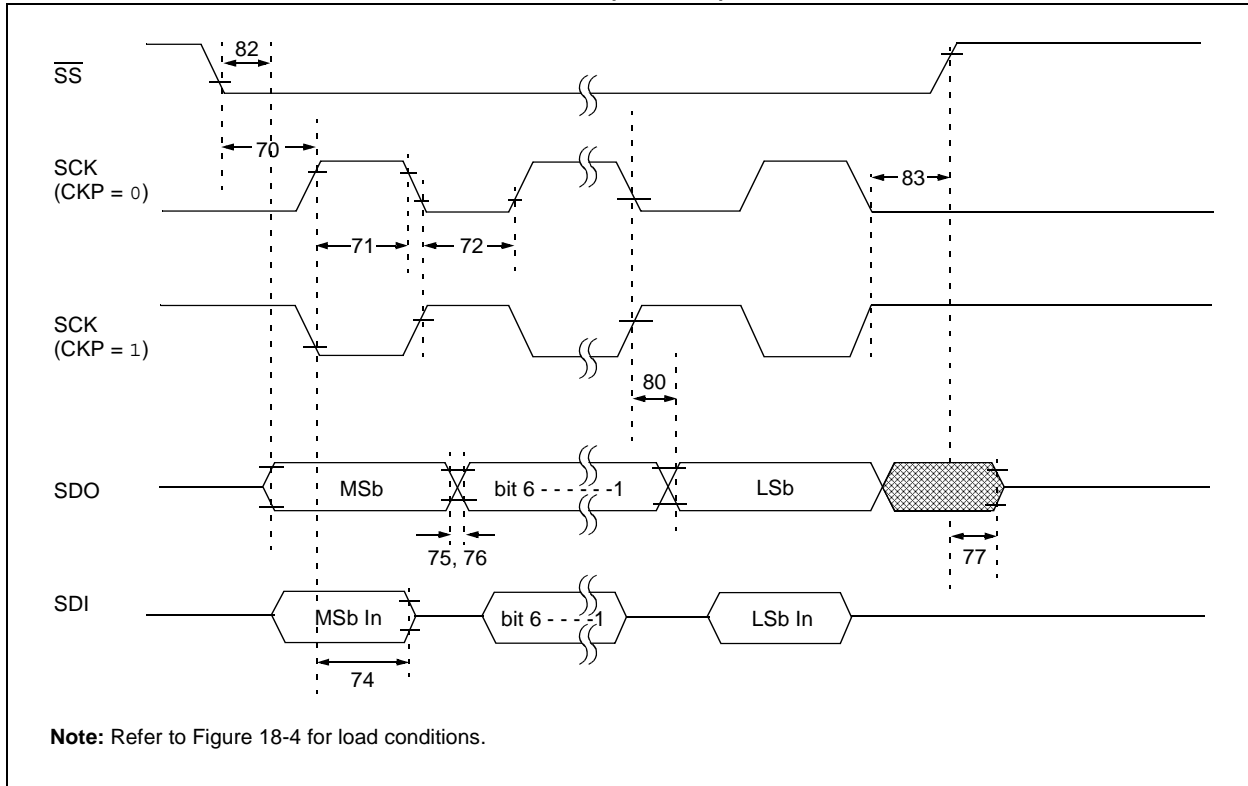 82
SS
70
SCK
(CKP = 0)
83
71
72
SCK
(CKP = 1)
80
SDO
MSb
bit 6 - - - - - -1
LSb
75, 76
77
SDI
MSb In
bit 6 - - - -1
LSb In
74
Note: Refer to Figure 18-4 for load conditions.